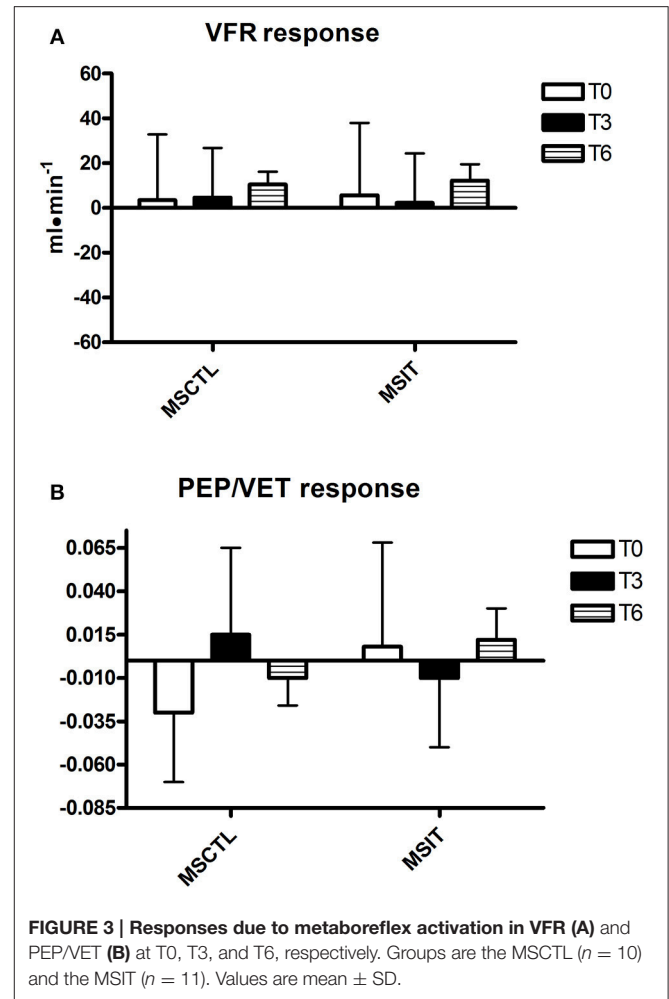 A
VFR response
60
40
20
0
-20
-40
-60
ml•min⁻¹
T0
T3
T6
MSCTL
MSIT
B
PEP/VET response
0.065
0.040
0.015
-0.010
-0.035
-0.060
-0.085
T0
T3
T6
MSCTL
MSIT
FIGURE 3 | Responses due to metaboreflex activation in VFR (A) and
PEP/VET (B) at T0, T3, and T6, respectively. Groups are the MSCTL (n = 10)
and the MSIT (n = 11). Values are mean ± SD.